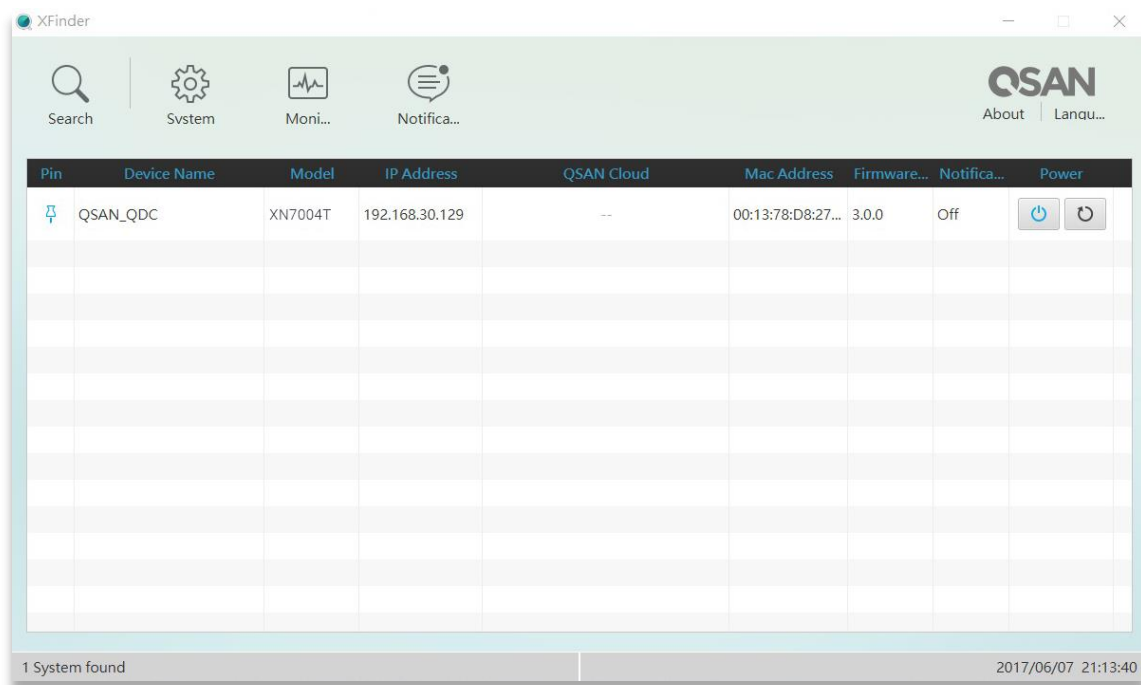 XFinder
QSAN
Search System Moni... Notifica... About Langu...
Pin Device Name Model IP Address QSAN Cloud Mac Address Firmware... Notifica... Power
QSAN_QDC XN7004T 192.168.30.129 -- 00:13:78:D8:27... 3.0.0 Off
1 System found 2017/06/07 21:13:40